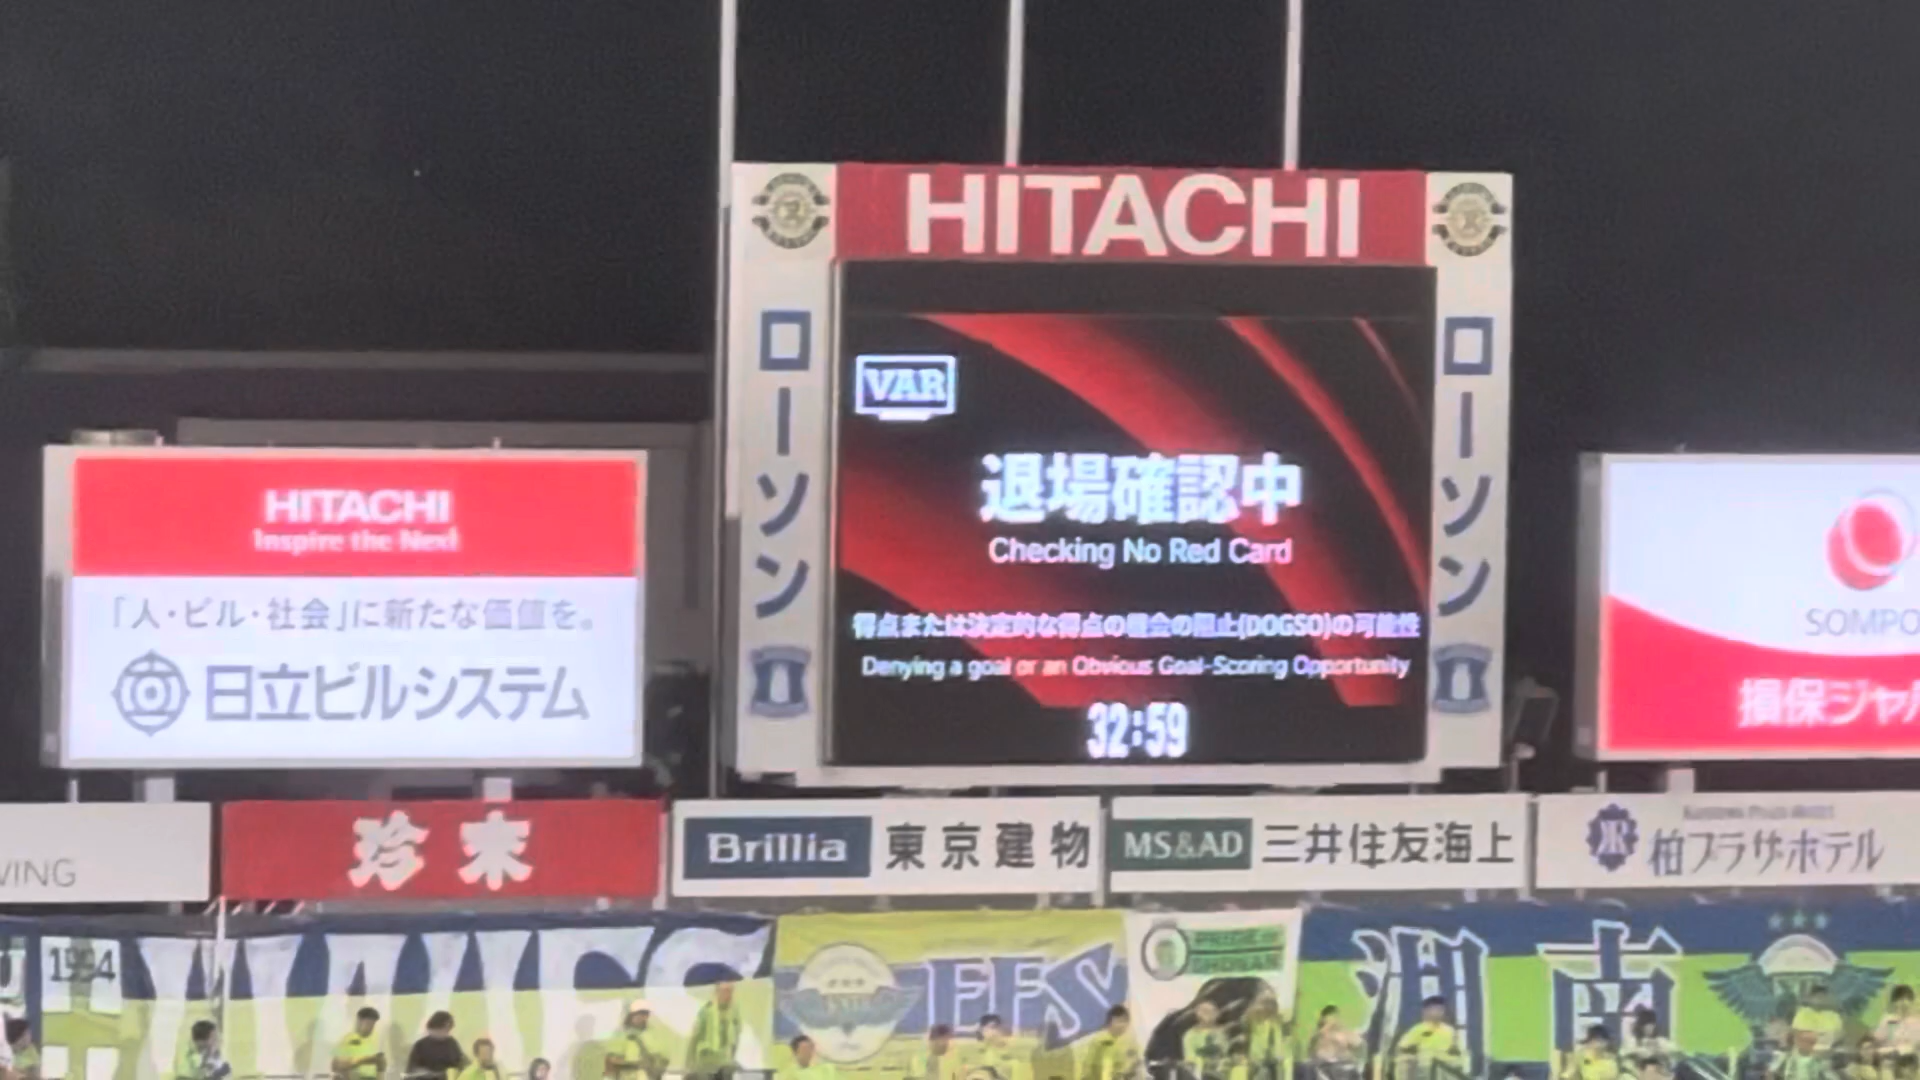 HITACHI
ローソン
ローソン
VAR
退場確認中
Checking No Red Card
得点または決定的な得点の機会の阻止(DOGSO)の可能性
Denying a goal or an Obvious Goal-Scoring Opportunity
32:59
HITACHI
Inspire the Next
「人・ビル・社会」に新たな価値を。
日立ビルシステム
SOMPO
損保ジャ
VING
珍來
Brillia 東京建物
MS&AD 三井住友海上
柏プラザホテル
1994
EFS
湘南